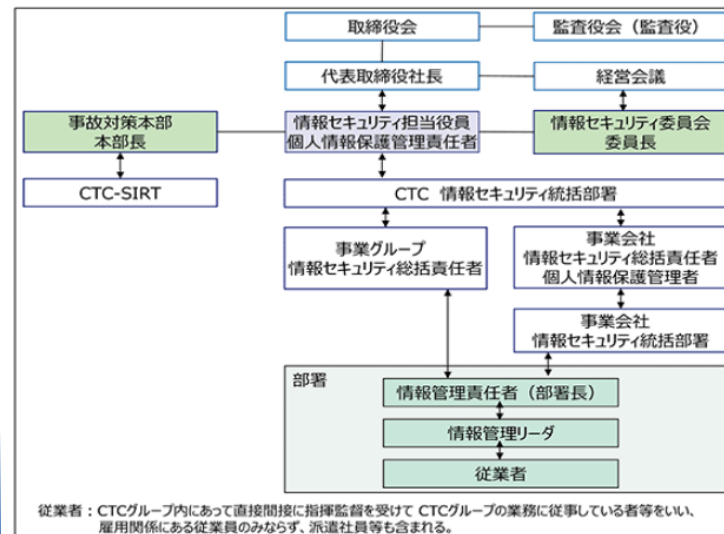 取締役会
監査役会（監査役）
代表取締役社長
経営会議
事故対策本部
本部長
情報セキュリティ担当役員
個人情報保護管理責任者
情報セキュリティ委員会
委員長
CTC-SIRT
CTC 情報セキュリティ統括部署
事業グループ
情報セキュリティ総括責任者
事業会社
情報セキュリティ総括責任者
個人情報保護管理者
事業会社
情報セキュリティ統括部署
部署
情報管理責任者（部署長）
情報管理リーダ
従業者
従業者：CTCグループ内にあって直接間接に指揮監督を受けて CTCグループの業務に従事している者等をいい、
雇用関係にある従業員のみならず、派遣社員等も含まれる。